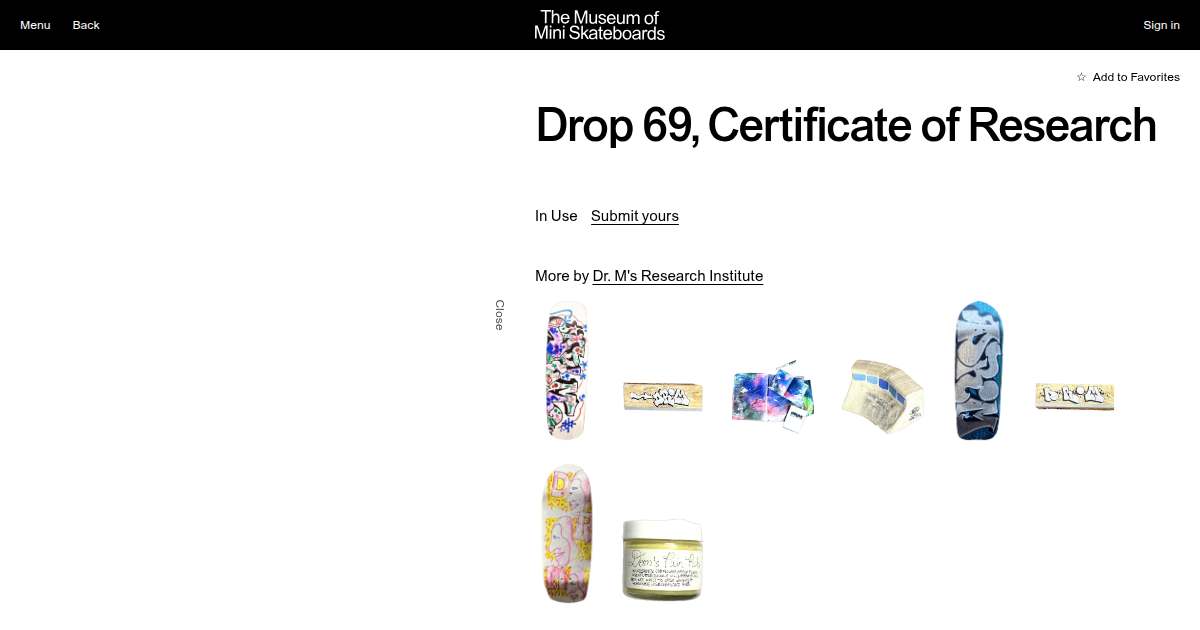 Menu
Back
The Museum of
Mini Skateboards
Sign in
☆ Add to Favorites
Drop 69, Certificate of Research
In Use Submit yours
More by Dr. M's Research Institute
Close